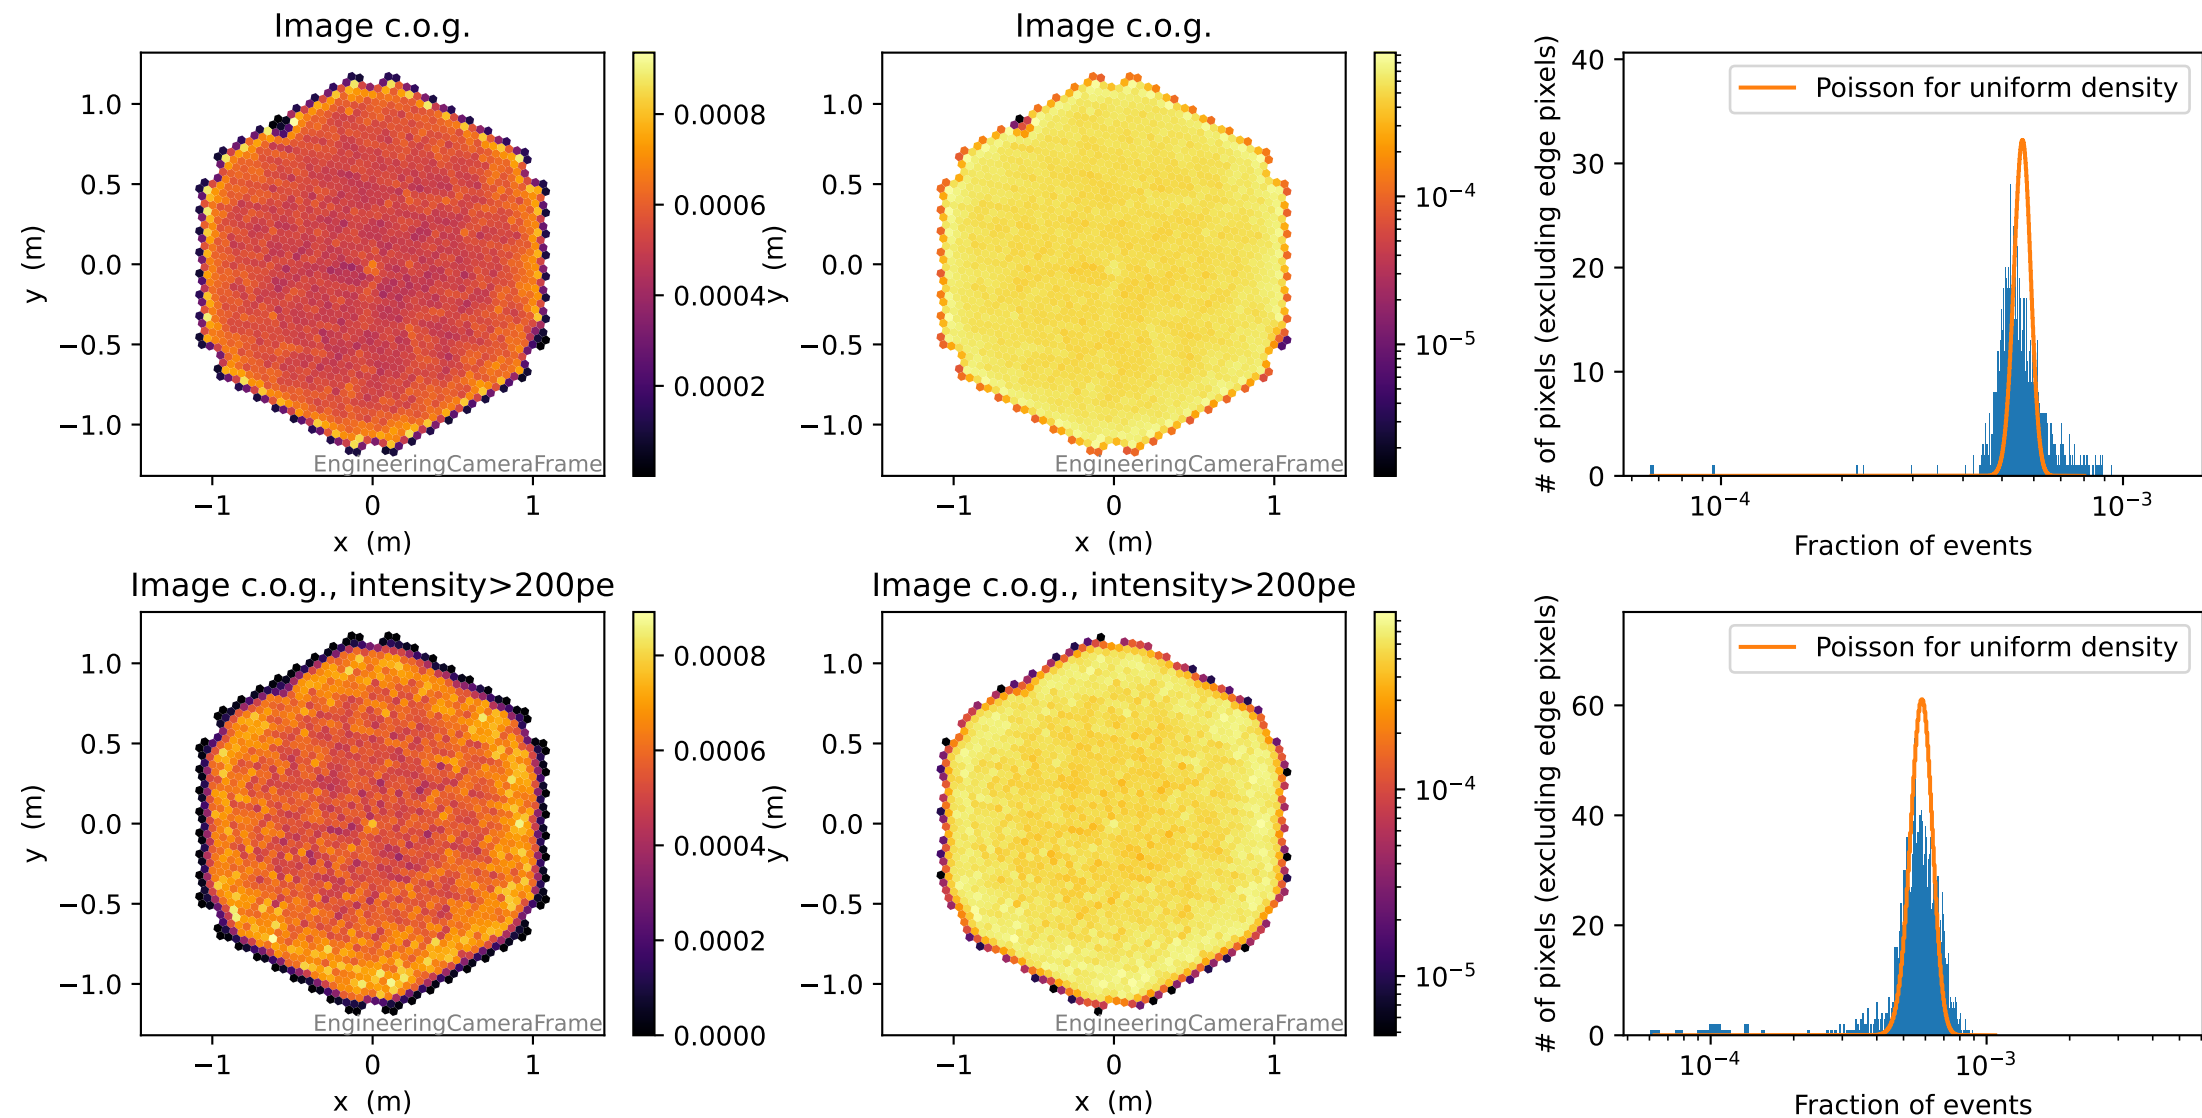 Image c.o.g.
1.0
0.5
0.0
−0.5
−1.0
y (m)
−1
0
1
x (m)
EngineeringCameraFrame
0.0008
0.0006
0.0004
0.0002
Image c.o.g.
1.0
0.5
0.0
−0.5
−1.0
y (m)
−1
0
1
x (m)
EngineeringCameraFrame
10⁻⁴
10⁻⁵
40
30
20
10
0
# of pixels (excluding edge pixels)
Poisson for uniform density
10⁻⁴
10⁻³
Fraction of events
Image c.o.g., intensity>200pe
1.0
0.5
0.0
−0.5
−1.0
y (m)
−1
0
1
x (m)
EngineeringCameraFrame
0.0008
0.0006
0.0004
0.0002
0.0000
Image c.o.g., intensity>200pe
1.0
0.5
0.0
−0.5
−1.0
y (m)
−1
0
1
x (m)
EngineeringCameraFrame
10⁻⁴
10⁻⁵
60
40
20
0
# of pixels (excluding edge pixels)
Poisson for uniform density
10⁻⁴
10⁻³
Fraction of events